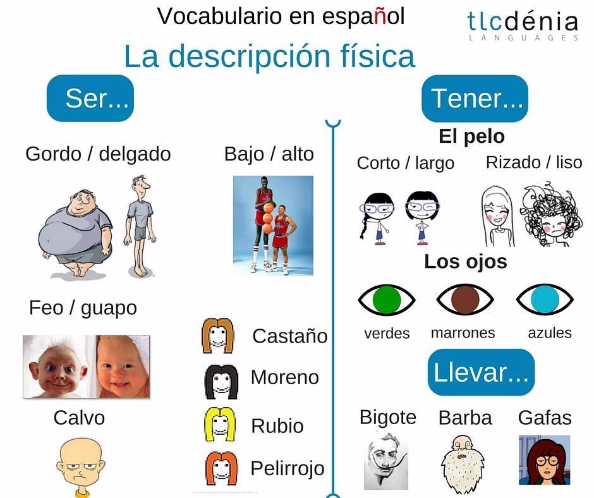 Vocabulario en español
tlcdénia
LANGUAGES
La descripción física
Ser...
Gordo / delgado
Bajo / alto
Feo / guapo
Castaño
Moreno
Rubio
Pelirrojo
Calvo
Tener...
El pelo
Corto / largo
Rizado / liso
Los ojos
verdes
marrones
azules
Llevar...
Bigote
Barba
Gafas